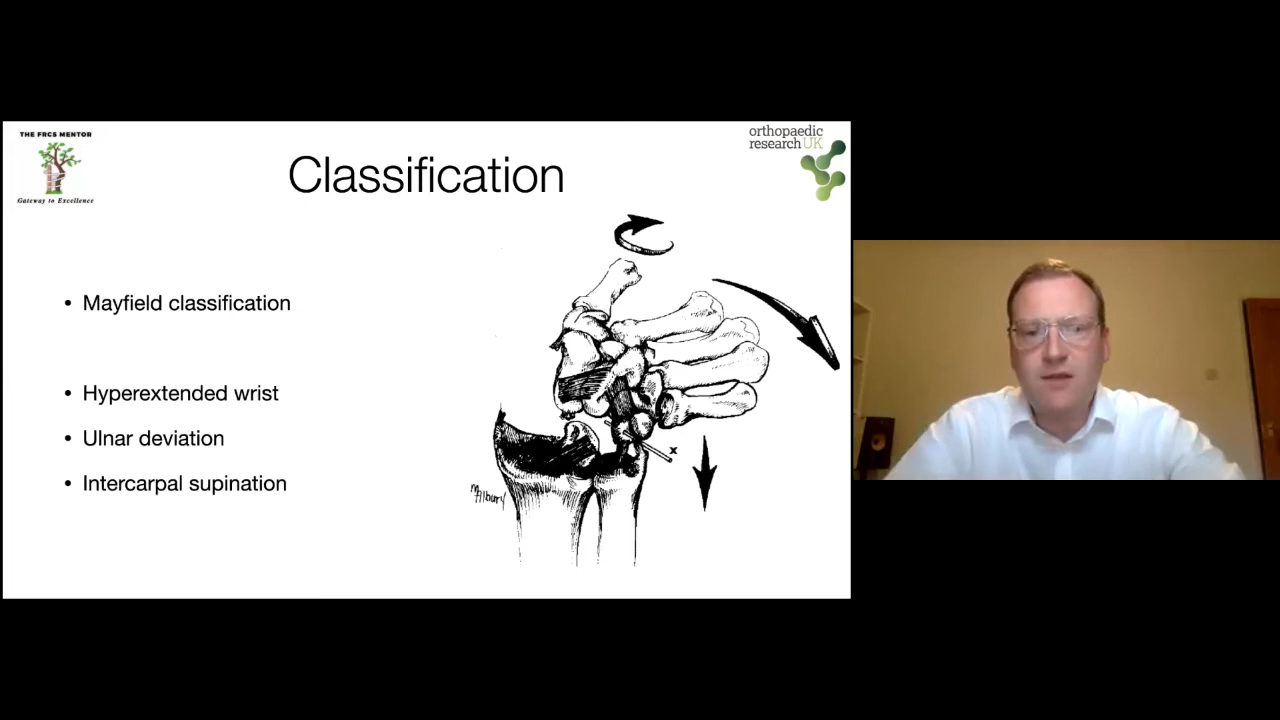 THE FRCS MENTOR
Gateway to Excellence
orthopaedic
research UK
Classification
• Mayfield classification
• Hyperextended wrist
• Ulnar deviation
• Intercarpal supination
x